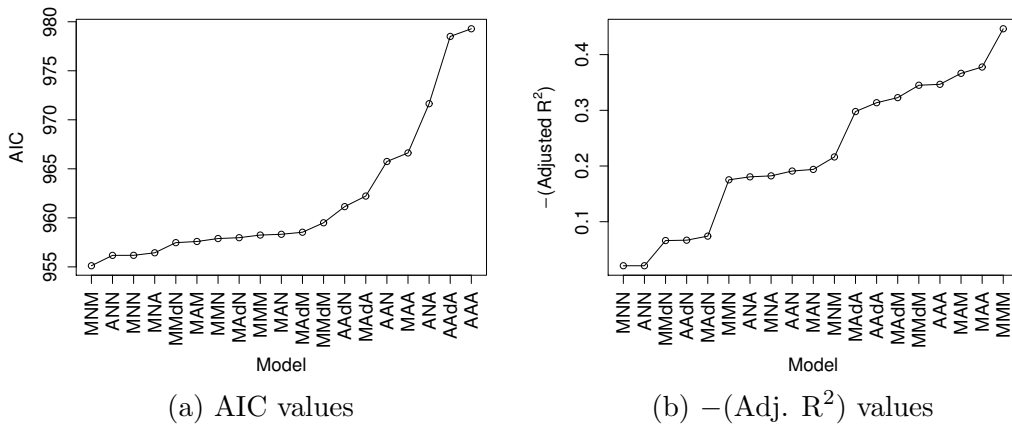 AIC
980
975
970
965
960
955
MNM ANN MNN MNA MMdN MAM MMN MAdN MMM MAN MAdM MMdM AAdN MAdA AAN MAA ANA AAdA AAA
Model
(a) AIC values
−(Adjusted R²)
0.4
0.3
0.2
0.1
MNN ANN MMdN AAdN MAdN MNM ANA MNA AAN MAN MMN MAdA AAdA MAdM MMdM AAA MAM MAA MMM
Model
(b) −(Adj. R²) values